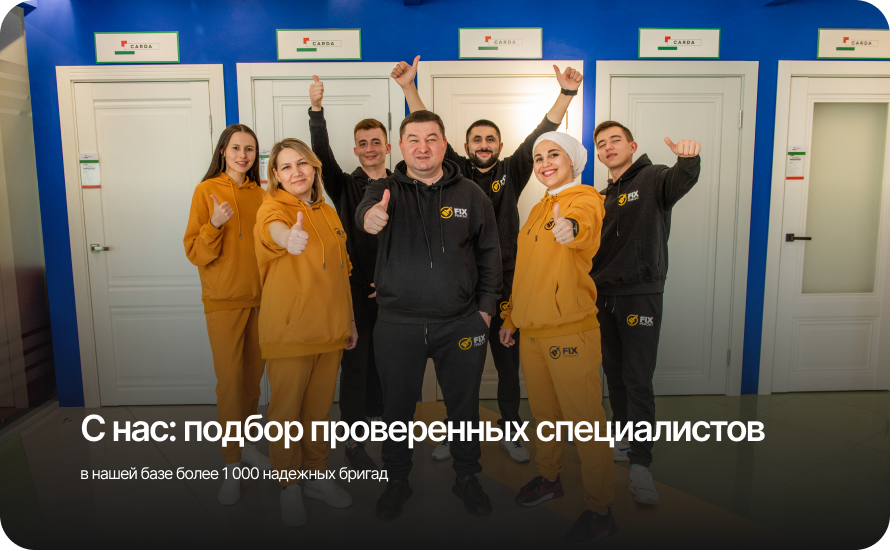 CARDA
CARDA
CARDA
CARDA
CARDA
FIX
FIX
FIX
FIX
FIX
FIX
С нас: подбор проверенных специалистов
в нашей базе более 1 000 надежных бригад